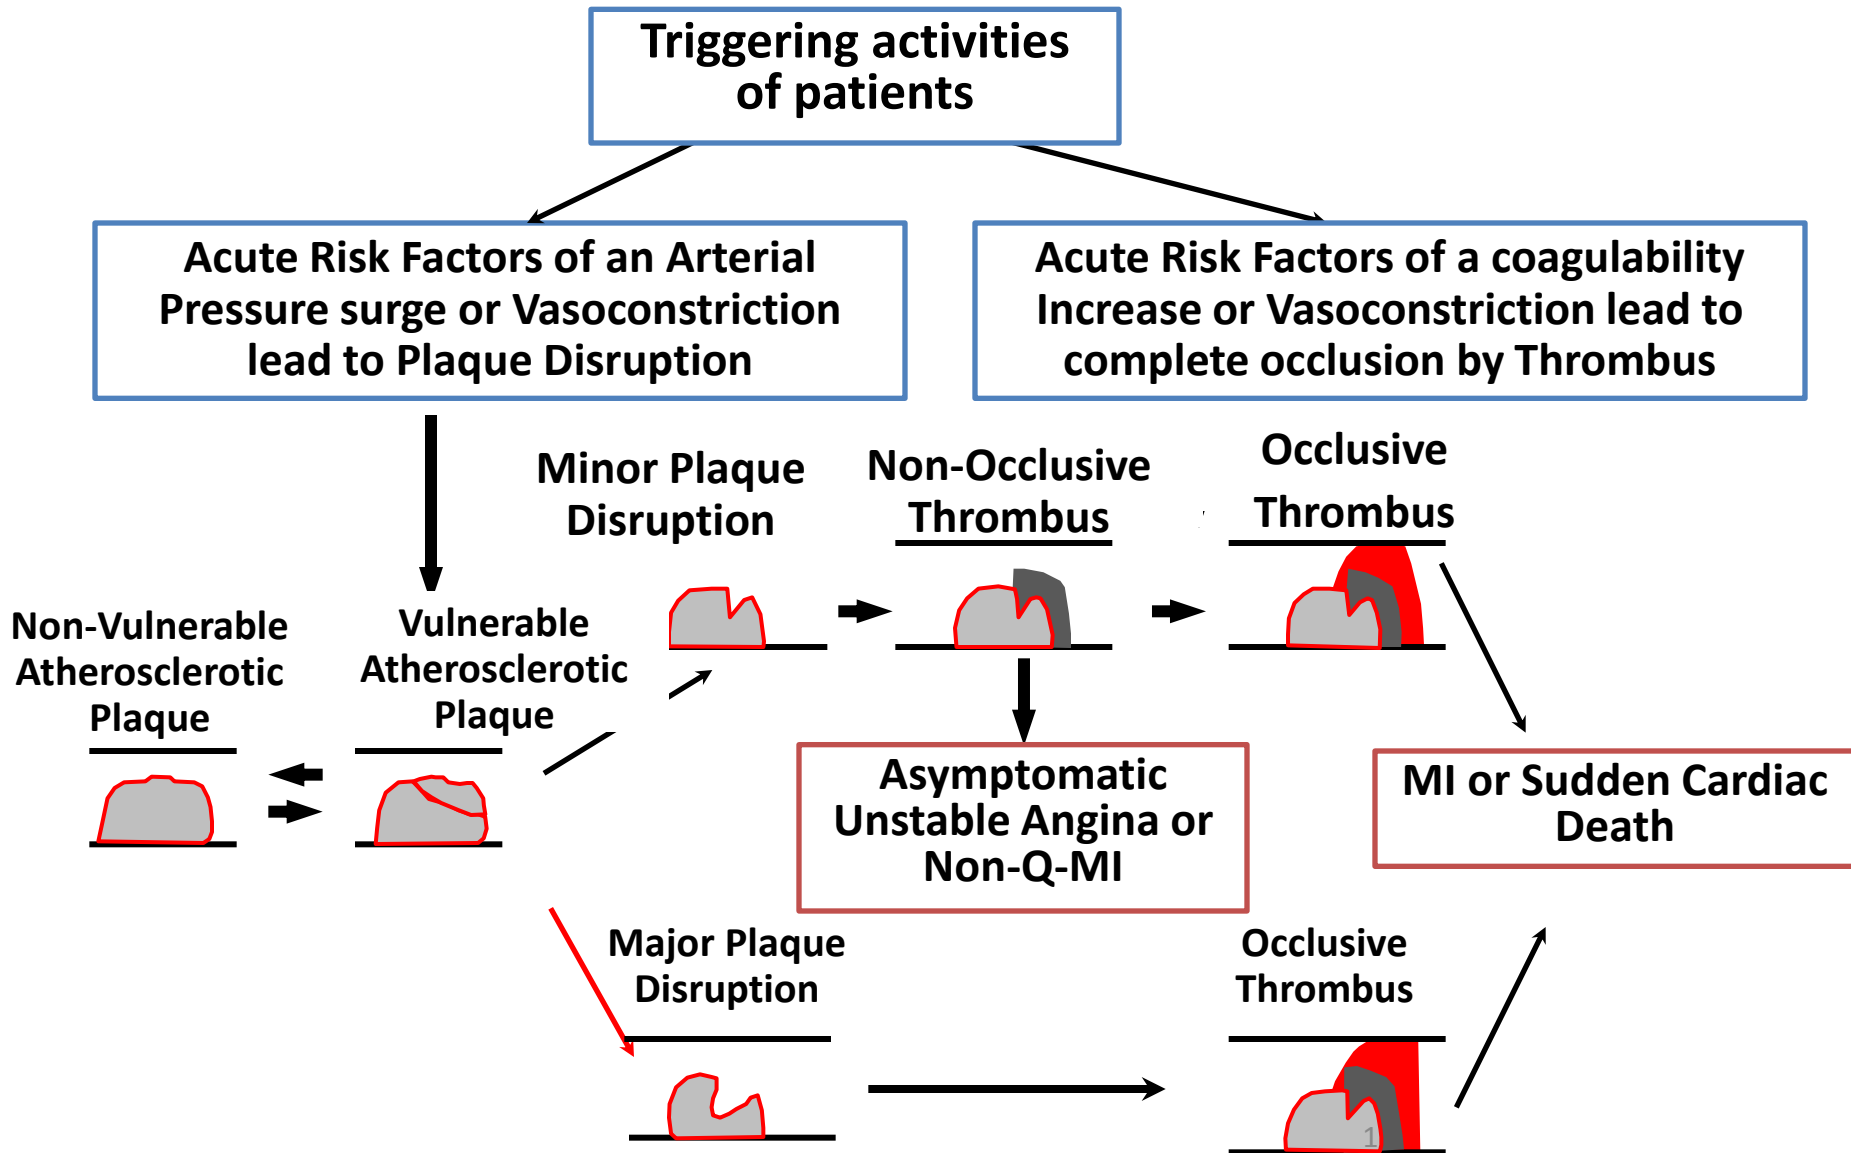 Triggering activities
of patients
Acute Risk Factors of an Arterial
Pressure surge or Vasoconstriction
lead to Plaque Disruption
Acute Risk Factors of a coagulability
Increase or Vasoconstriction lead to
complete occlusion by Thrombus
Minor Plaque
Disruption
Non-Occlusive
Thrombus
Occlusive
Thrombus
Non-Vulnerable
Atherosclerotic
Plaque
Vulnerable
Atherosclerotic
Plaque
Asymptomatic
Unstable Angina or
Non-Q-MI
MI or Sudden Cardiac
Death
Major Plaque
Disruption
Occlusive
Thrombus
1